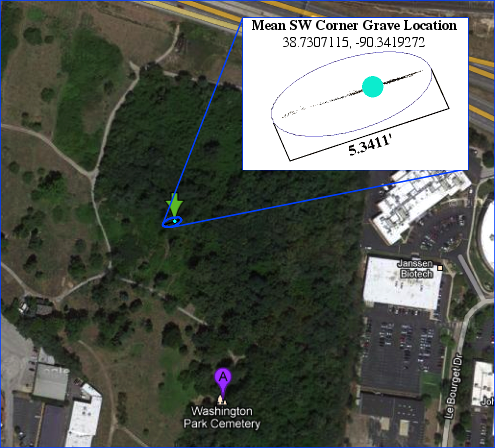 Mean SW Corner Grave Location
38.7307115, -90.3419272
5.3411'
Janssen
Biotech
A
Washington
Park Cemetery
Le Bourget Dr
Joh